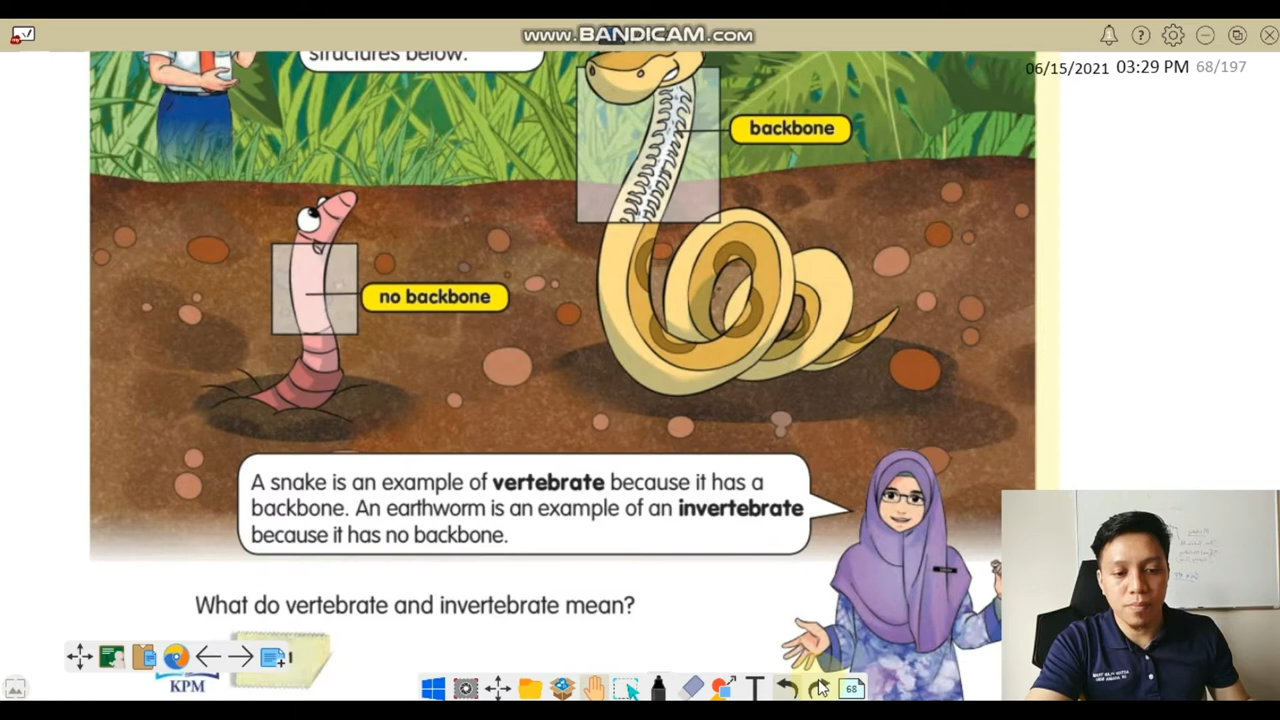 www.BANDICAM.com
structures below.
06/15/2021 03:29 PM 68/197
backbone
no backbone
A snake is an example of vertebrate because it has a
backbone. An earthworm is an example of an invertebrate
because it has no backbone.
What do vertebrate and invertebrate mean?
KPM
68